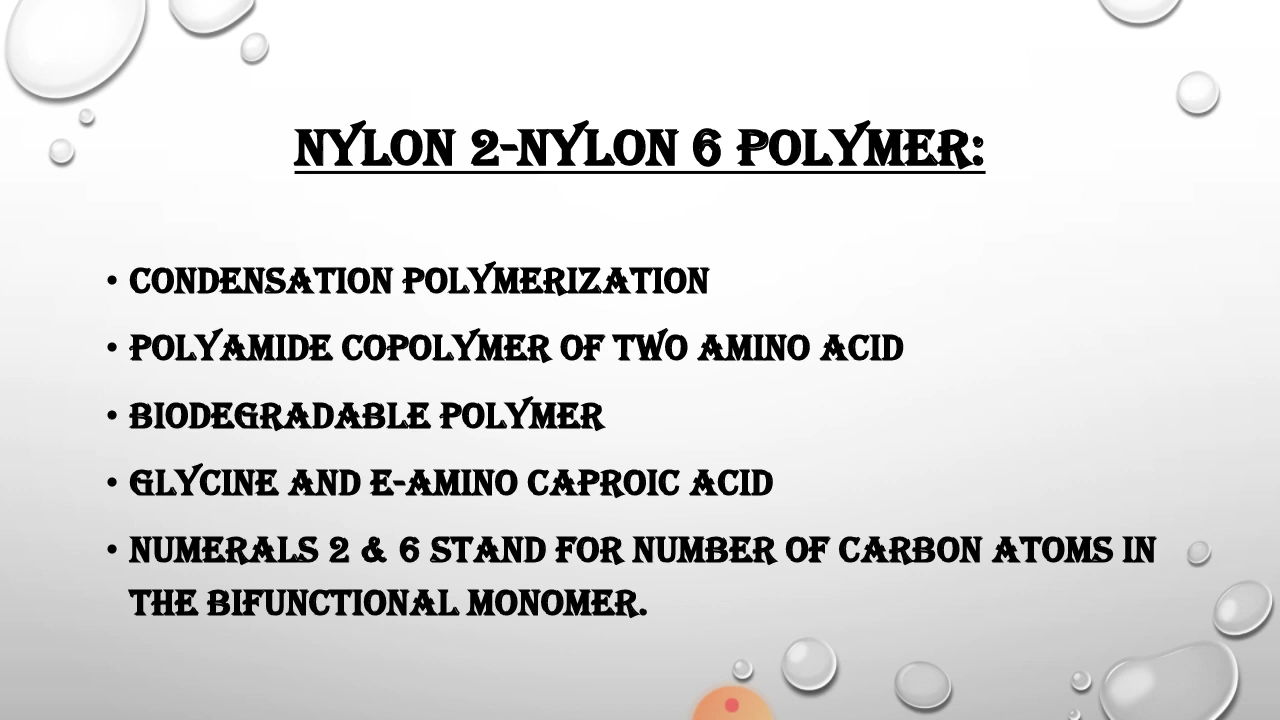 NYLON 2-NYLON 6 POLYMER:
• CONDENSATION POLYMERIZATION
• POLYAMIDE COPOLYMER OF TWO AMINO ACID
• BIODEGRADABLE POLYMER
• GLYCINE AND E-AMINO CAPROIC ACID
• NUMERALS 2 & 6 STAND FOR NUMBER OF CARBON ATOMS IN
THE BIFUNCTIONAL MONOMER.